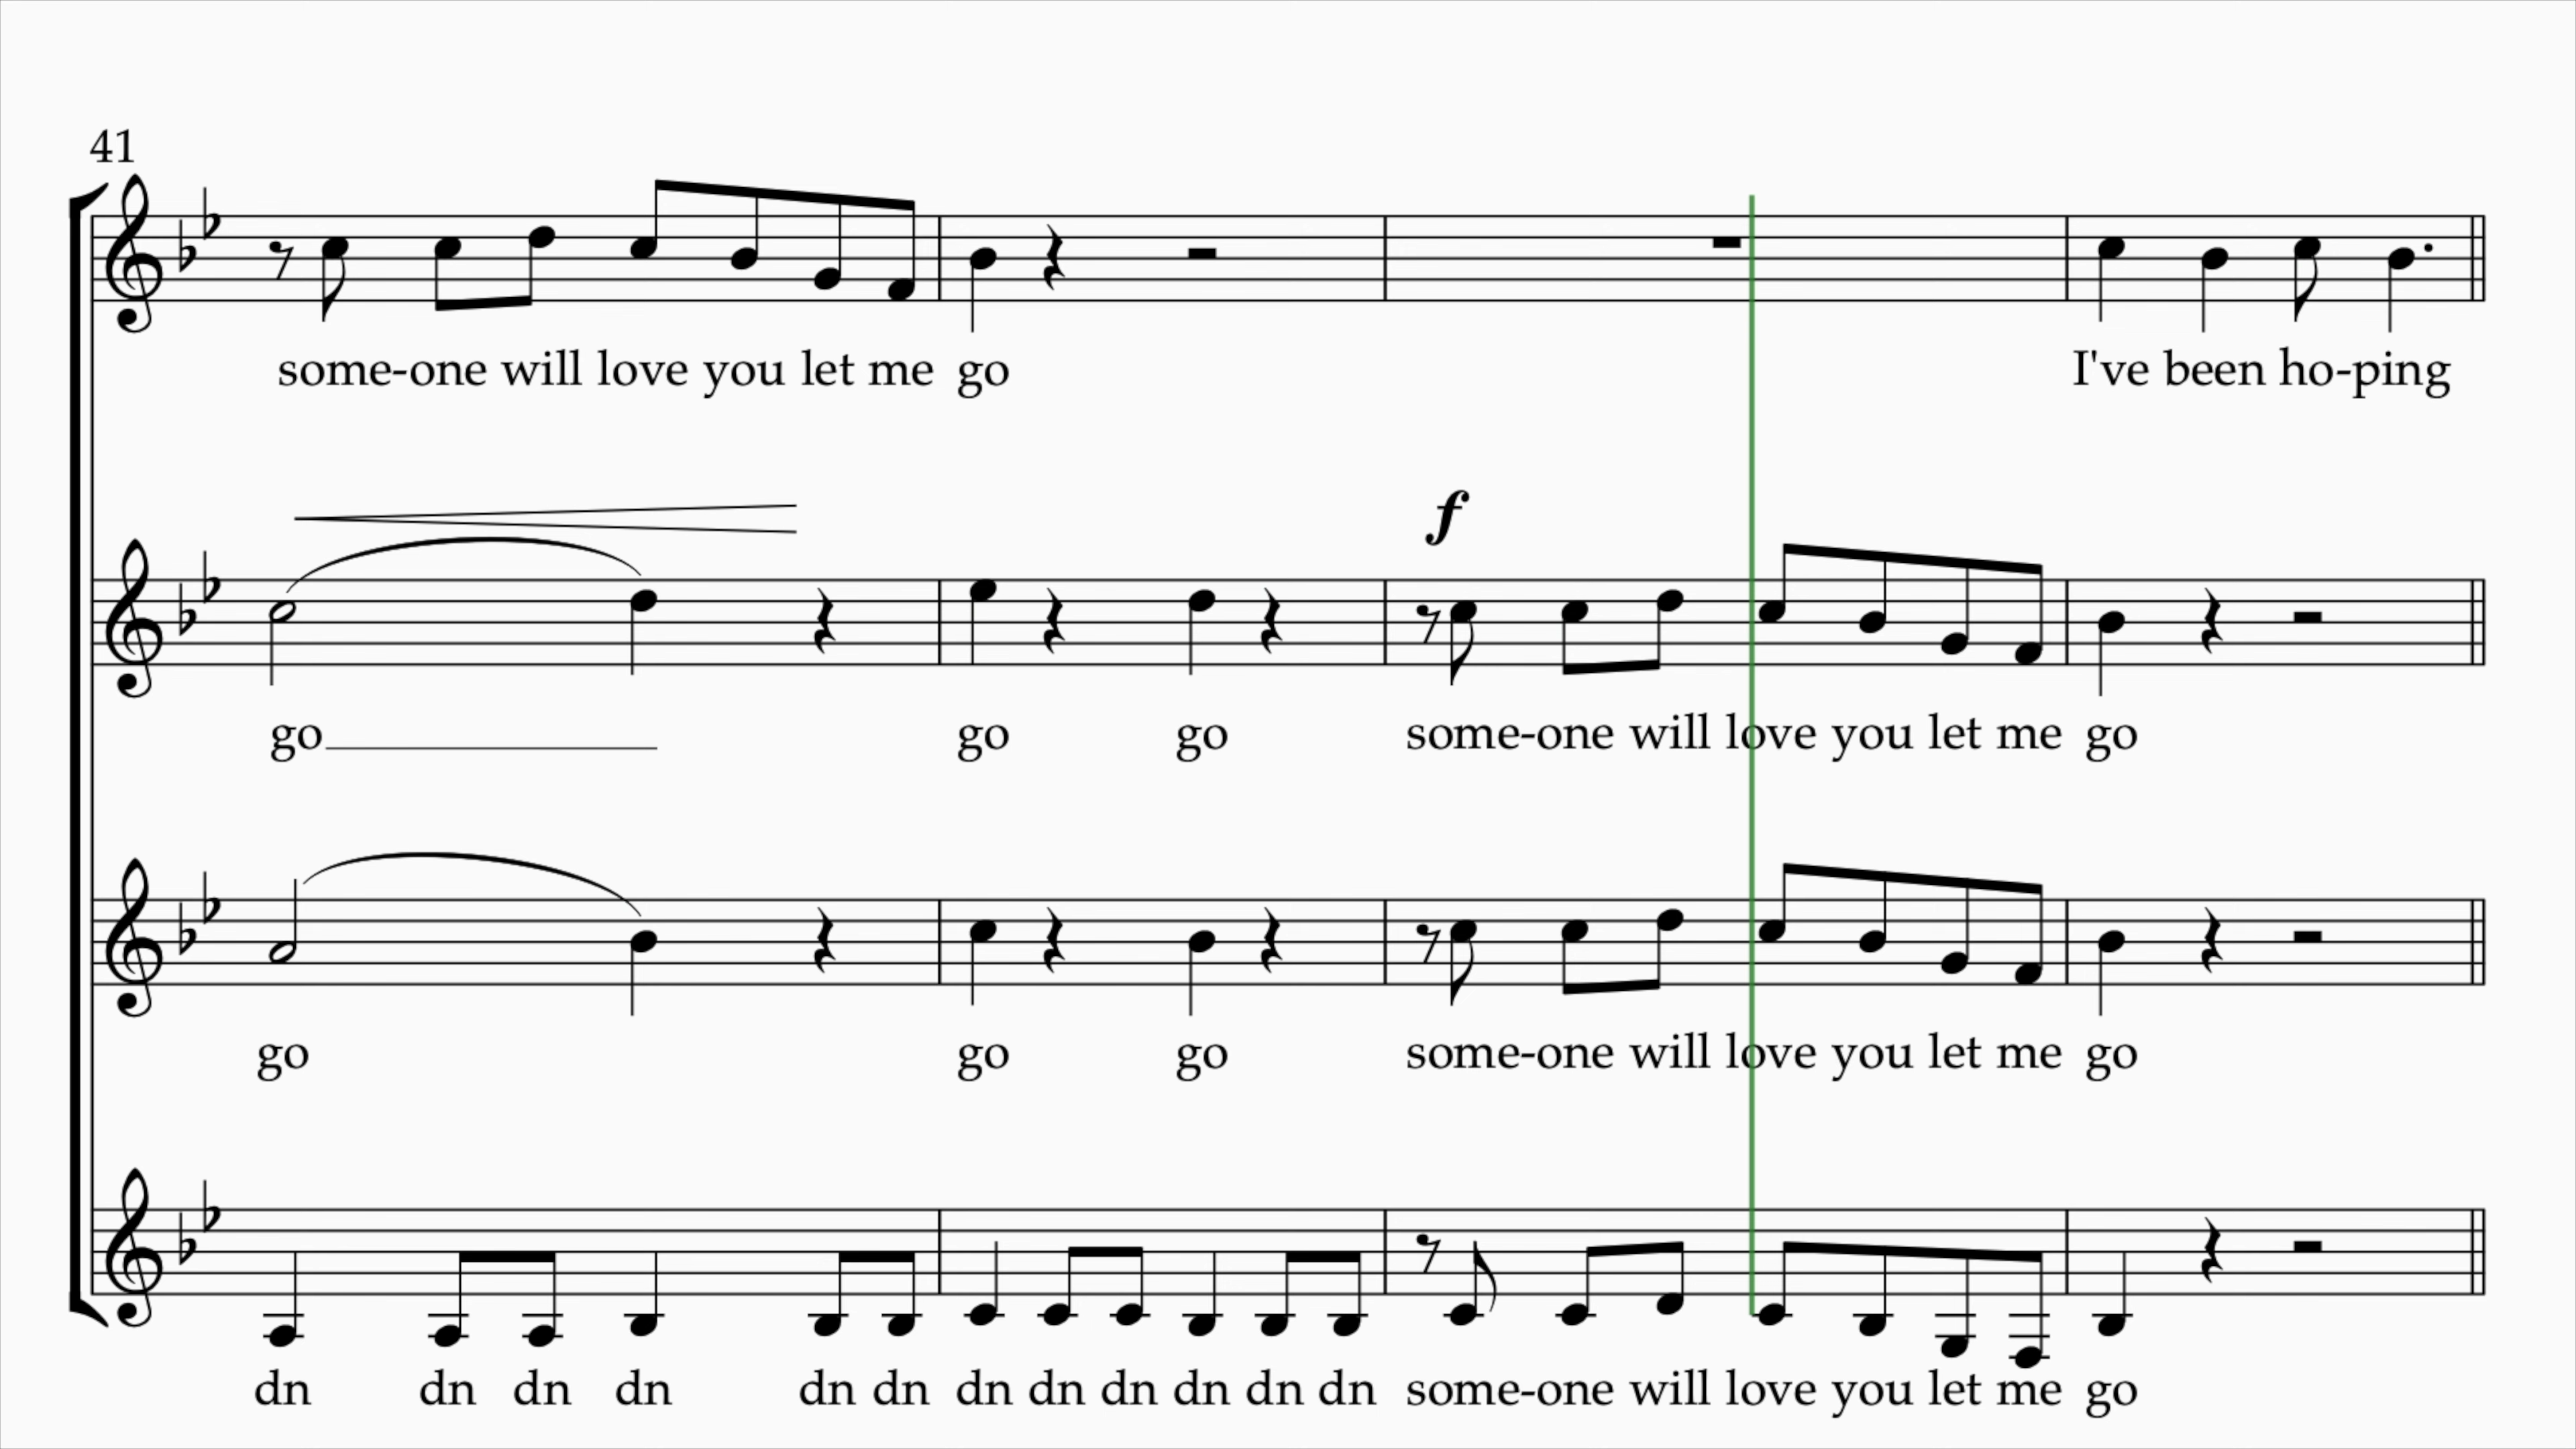 41
some-one will love you let me go I've been ho-ping
f
go go go some-one will love you let me go
go go go some-one will love you let me go
dn dn dn dn dn dn dn dn dn dn dn dn some-one will love you let me go